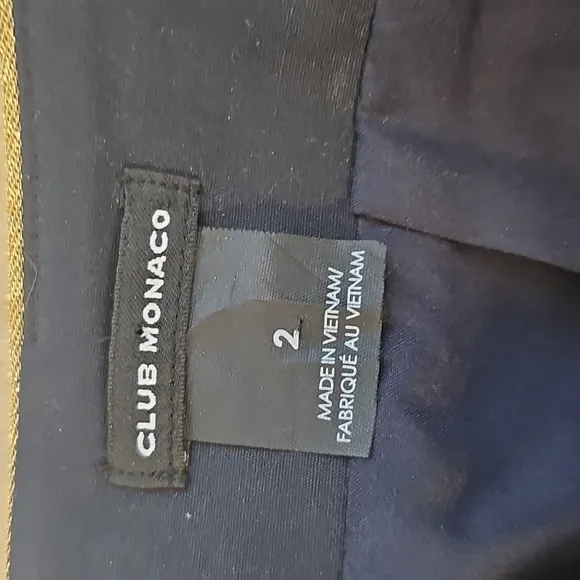 CLUB MONACO
2
MADE IN VIETNAM/
FABRIQUÉ AU VIETNAM